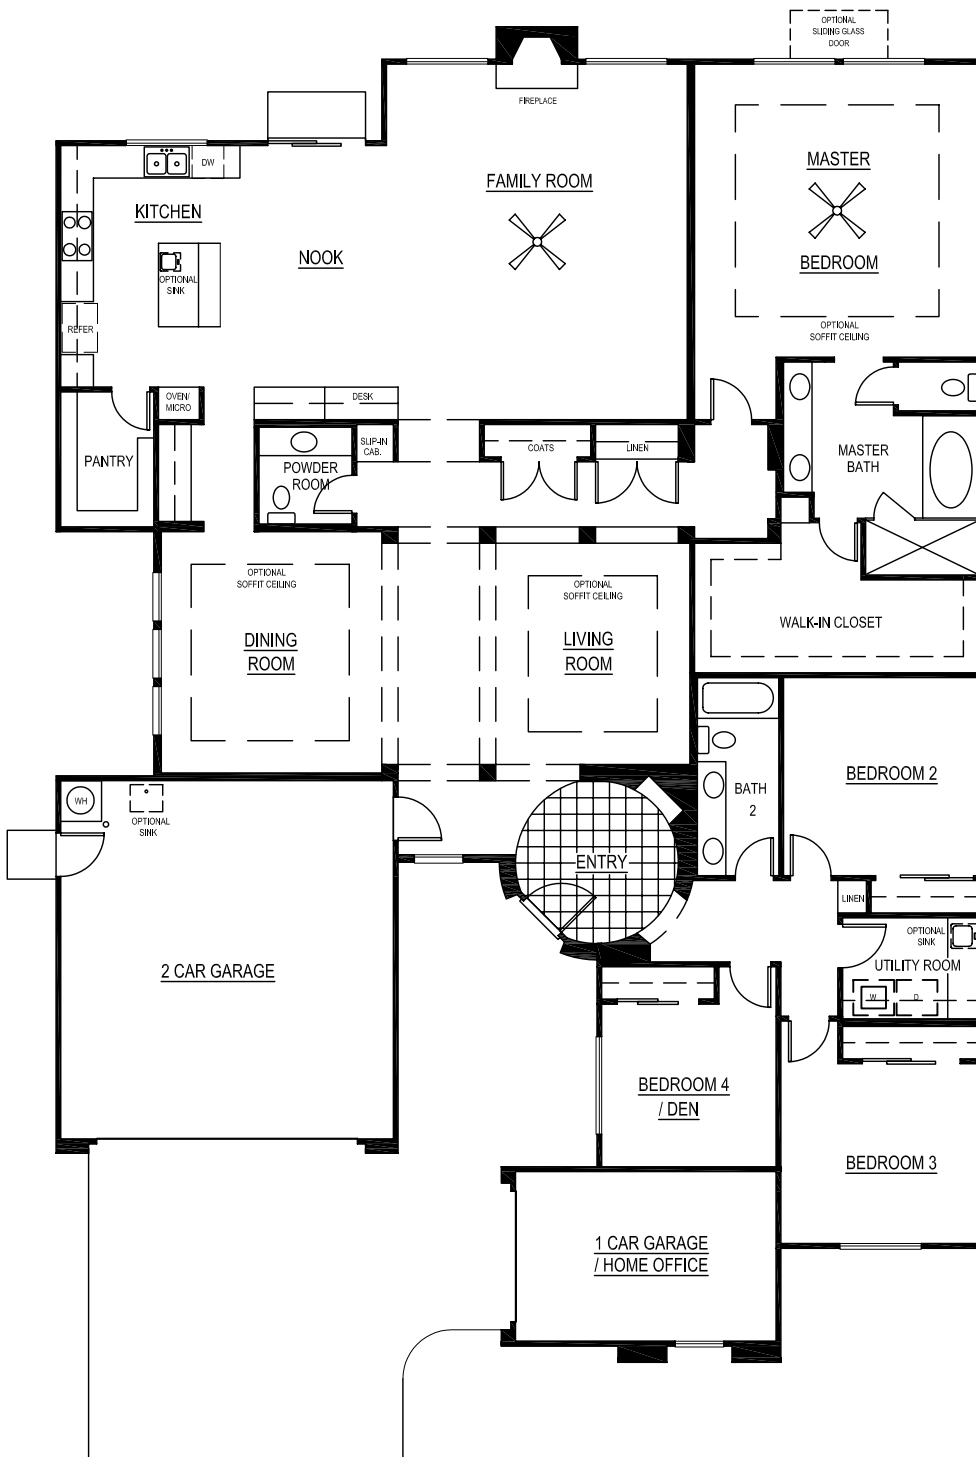 OPTIONAL
SLIDING GLASS
DOOR
FIREPLACE
DW
FAMILY ROOM
MASTER
BEDROOM
KITCHEN
NOOK
OPTIONAL
SINK
REFER
OPTIONAL
SOFFIT CEILING
OVEN/
MICRO
DESK
PANTRY
POWDER
ROOM
SLIP-IN
CAB.
COATS
LINEN
MASTER
BATH
OPTIONAL
SOFFIT CEILING
DINING
ROOM
OPTIONAL
SOFFIT CEILING
LIVING
ROOM
WALK-IN CLOSET
WH
OPTIONAL
SINK
BATH
2
BEDROOM 2
ENTRY
LINEN
2 CAR GARAGE
OPTIONAL
SINK
UTILITY ROOM
W
D
BEDROOM 4
/ DEN
BEDROOM 3
1 CAR GARAGE
/ HOME OFFICE